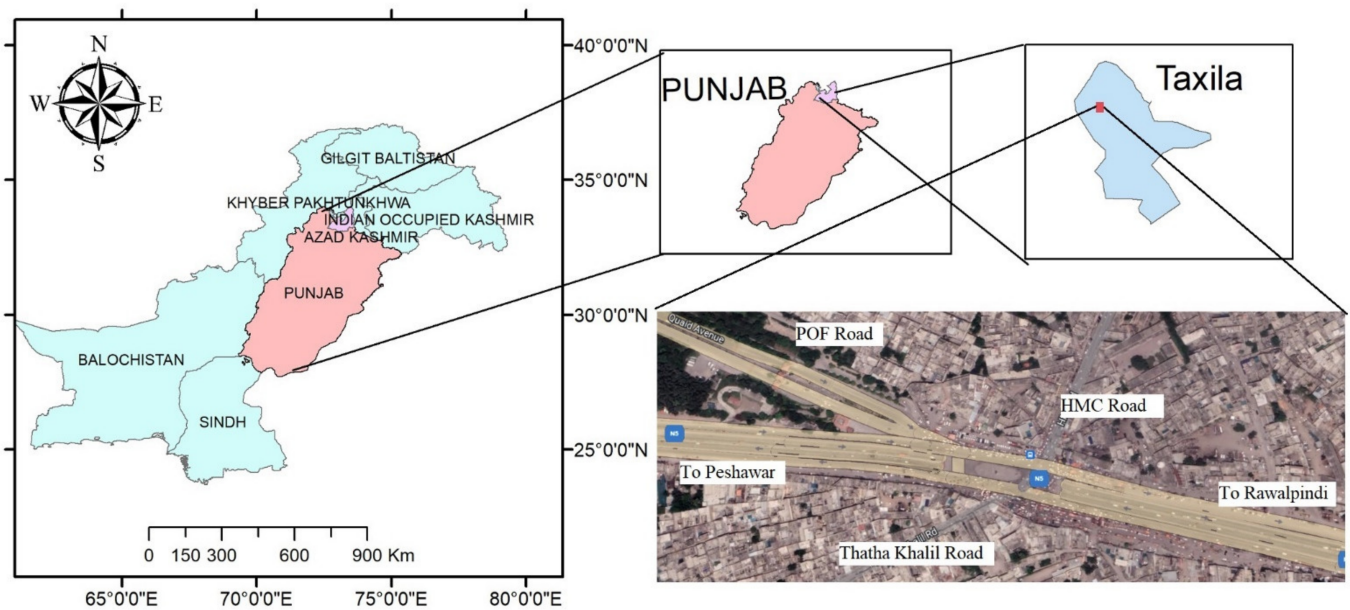 N
W
E
S
GILGIT BALTISTAN
KHYBER PAKHTUNKHWA
INDIAN OCCUPIED KASHMIR
AZAD KASHMIR
PUNJAB
BALOCHISTAN
SINDH
0 150 300 600 900 Km
65°0'0"E 70°0'0"E 75°0'0"E 80°0'0"E
40°0'0"N
35°0'0"N
30°0'0"N
25°0'0"N
PUNJAB
Taxila
Quaid Avenue
POF Road
HMC Road
N5
N5
To Peshawar
To Rawalpindi
Thatha Khalil Road
Rd